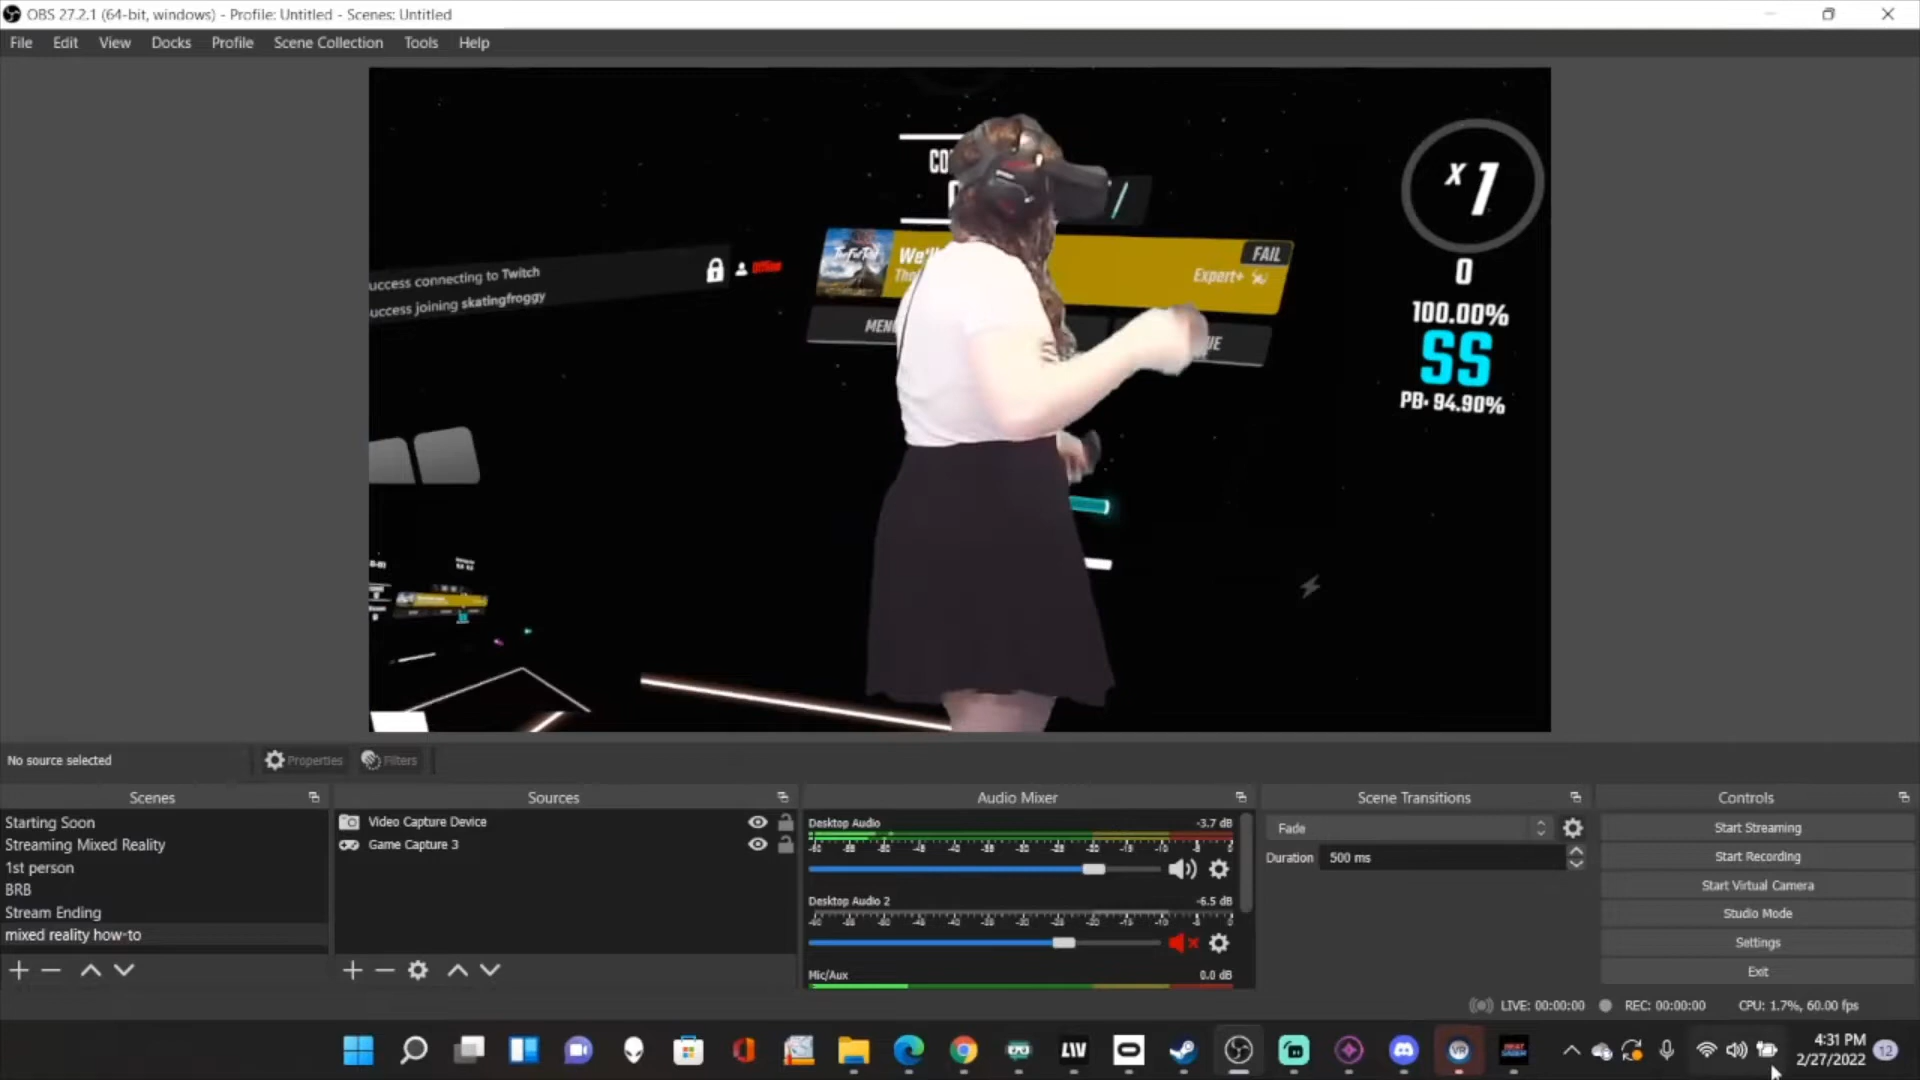 OBS 27.2.1 (64-bit, windows) - Profile: Untitled - Scenes: Untitled
File Edit View Docks Profile Scene Collection Tools Help
x1
FAIL
Expert+
0
100.00%
SS
PB: 94.90%
uccess connecting to Twitch
uccess joining skatingfroggy
Offline
No source selected
Properties
Filters
Scenes
Starting Soon
Streaming Mixed Reality
1st person
BRB
Stream Ending
mixed reality how-to
Sources
Video Capture Device
Game Capture 3
Audio Mixer
Desktop Audio -3.7 dB
Desktop Audio 2 -6.5 dB
Mic/Aux 0.0 dB
Scene Transitions
Fade
Duration 500 ms
Controls
Start Streaming
Start Recording
Start Virtual Camera
Studio Mode
Settings
Exit
LIVE: 00:00:00
REC: 00:00:00
CPU: 1.7%, 60.00 fps
LIV
VR
4:31 PM
2/27/2022
12